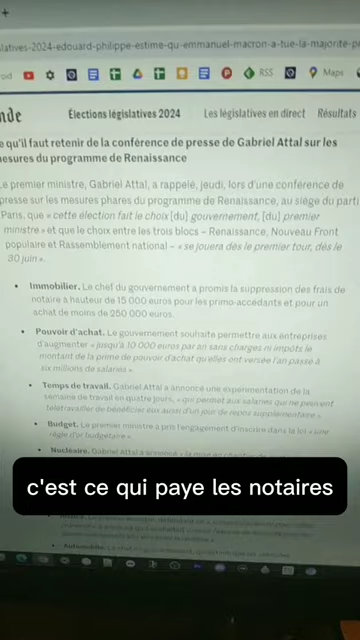 latives-2024-edouard-philippe-estime-qu-emmanuel-macron-a-tue-la-majorite-p
RSS
Maps
nde
Élections législatives 2024
Les législatives en direct
Résultats
e qu'il faut retenir de la conférence de presse de Gabriel Attal sur les
mesures du programme de Renaissance
Le premier ministre, Gabriel Attal, a rappelé, jeudi, lors d'une conférence de
presse sur les mesures phares du programme de Renaissance, au siège du parti
Paris, que « cette élection fait le choix [du] gouvernement, [du] premier
ministre » et que le choix entre les trois blocs – Renaissance, Nouveau Front
populaire et Rassemblement national – « se jouera dès le premier tour, dès le
30 juin ».
• Immobilier. Le chef du gouvernement a promis la suppression des frais de
notaire à hauteur de 15 000 euros pour les primo-accédants et pour un
achat de moins de 250 000 euros.
• Pouvoir d'achat. Le gouvernement souhaite permettre aux entreprises
d'augmenter « jusqu'à 10 000 euros par an sans charges ni impôts le
montant de la prime de pouvoir d'achat qu'elles ont versée l'an passé à
six millions de salariés ».
• Temps de travail. Gabriel Attal a annoncé une expérimentation de la
semaine de travail en quatre jours, « qui permet aux salariés qui ne peuvent
télétravailler de bénéficier eux aussi d'un jour de repos supplémentaire ».
• Budget. Le premier ministre a pris l'engagement d'inscrire dans la loi « une
règle d'or budgétaire ».
• Nucléaire. Gabriel Attal a annoncé
c'est ce qui paye les notaires